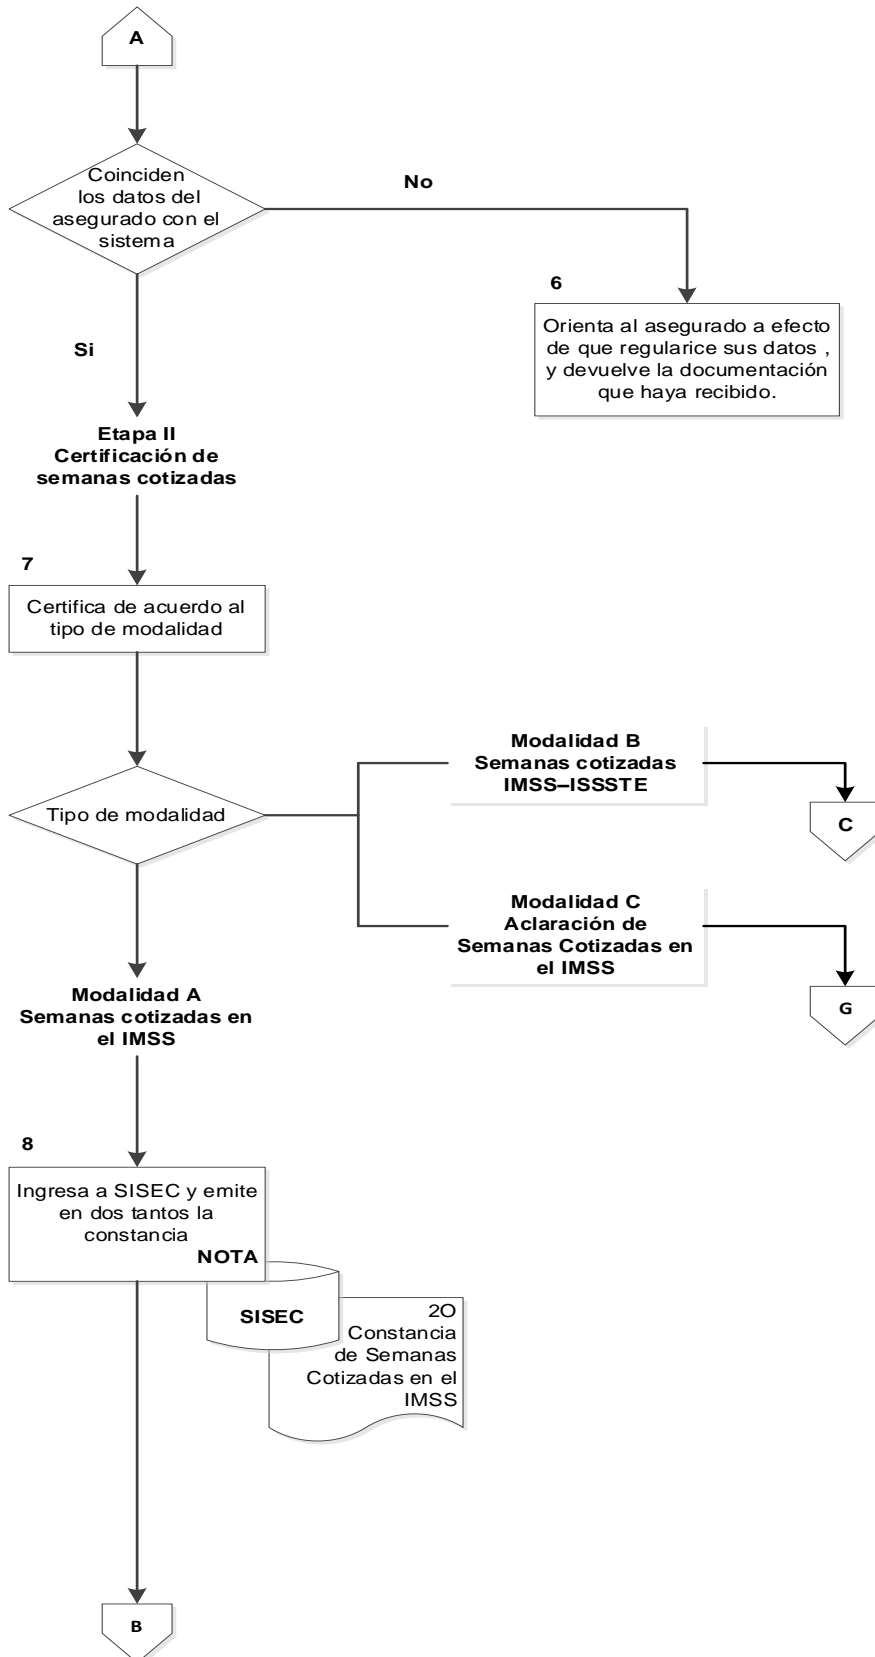 A
Coinciden
los datos del
asegurado con el
sistema
No
6
Orienta al asegurado a efecto
de que regularice sus datos ,
y devuelve la documentación
que haya recibido.
Si
Etapa II
Certificación de
semanas cotizadas
7
Certifica de acuerdo al
tipo de modalidad
Tipo de modalidad
Modalidad B
Semanas cotizadas
IMSS–ISSSTE
C
Modalidad C
Aclaración de
Semanas Cotizadas en
el IMSS
G
Modalidad A
Semanas cotizadas en
el IMSS
8
Ingresa a SISEC y emite
en dos tantos la
constancia
NOTA
SISEC
2O
Constancia
de Semanas
Cotizadas en el
IMSS
B